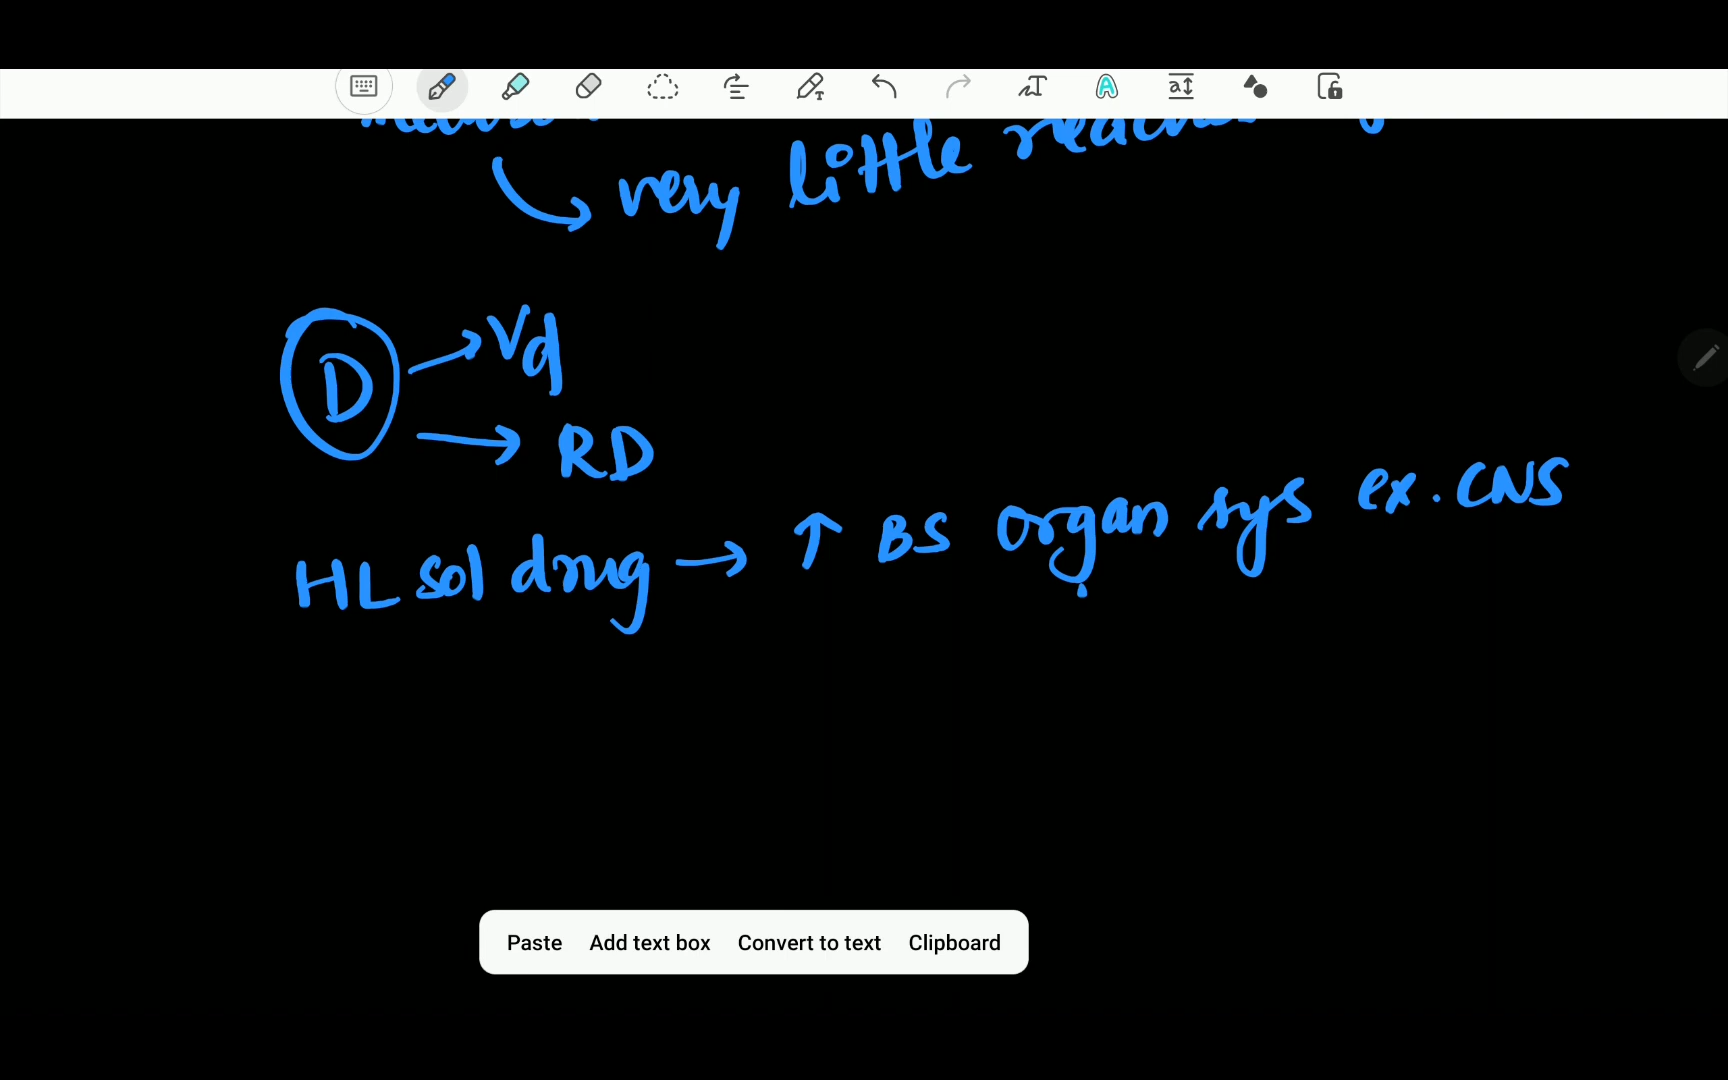 very little
D → Vd
→ RD
HL sol drug → ↑ BS organ sys ex. CNS
Paste Add text box Convert to text Clipboard